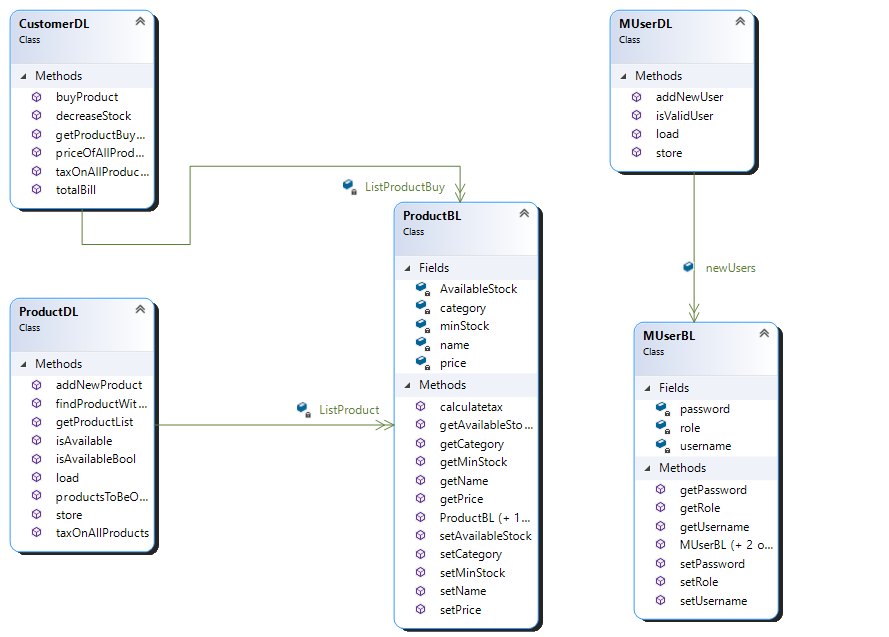 CustomerDL
Class
Methods
buyProduct
decreaseStock
getProductBuy...
priceOfAllProd...
taxOnAllProduc...
totalBill
MUserDL
Class
Methods
addNewUser
isValidUser
load
store
ListProductBuy
ProductBL
Class
Fields
AvailableStock
category
minStock
name
price
Methods
calculatetax
getAvailableSto...
getCategory
getMinStock
getName
getPrice
ProductBL (+ 1...
setAvailableStock
setCategory
setMinStock
setName
setPrice
newUsers
ProductDL
Class
Methods
addNewProduct
findProductWit...
getProductList
isAvailable
isAvailableBool
load
productsToBeO...
store
taxOnAllProducts
ListProduct
MUserBL
Class
Fields
password
role
username
Methods
getPassword
getRole
getUsername
MUserBL (+ 2 o...
setPassword
setRole
setUsername